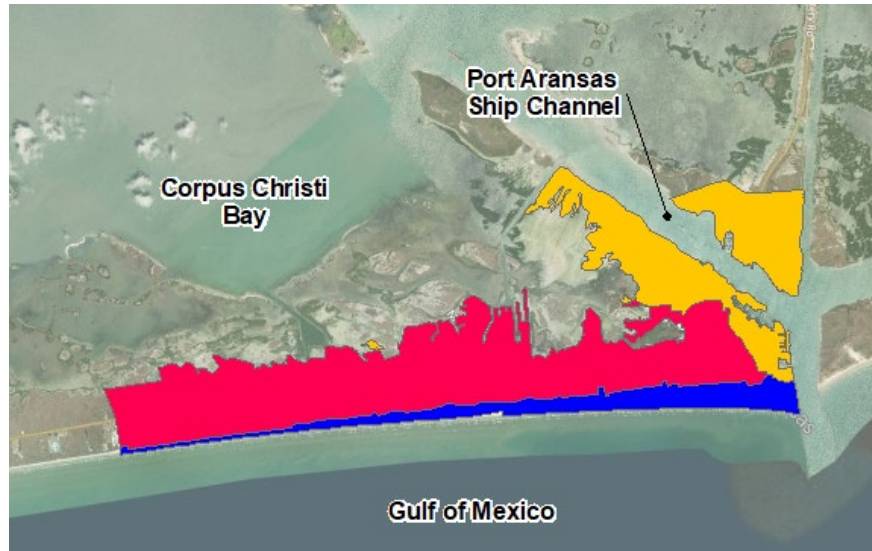 Port Aransas
Ship Channel
Corpus Christi
Bay
Gulf of Mexico